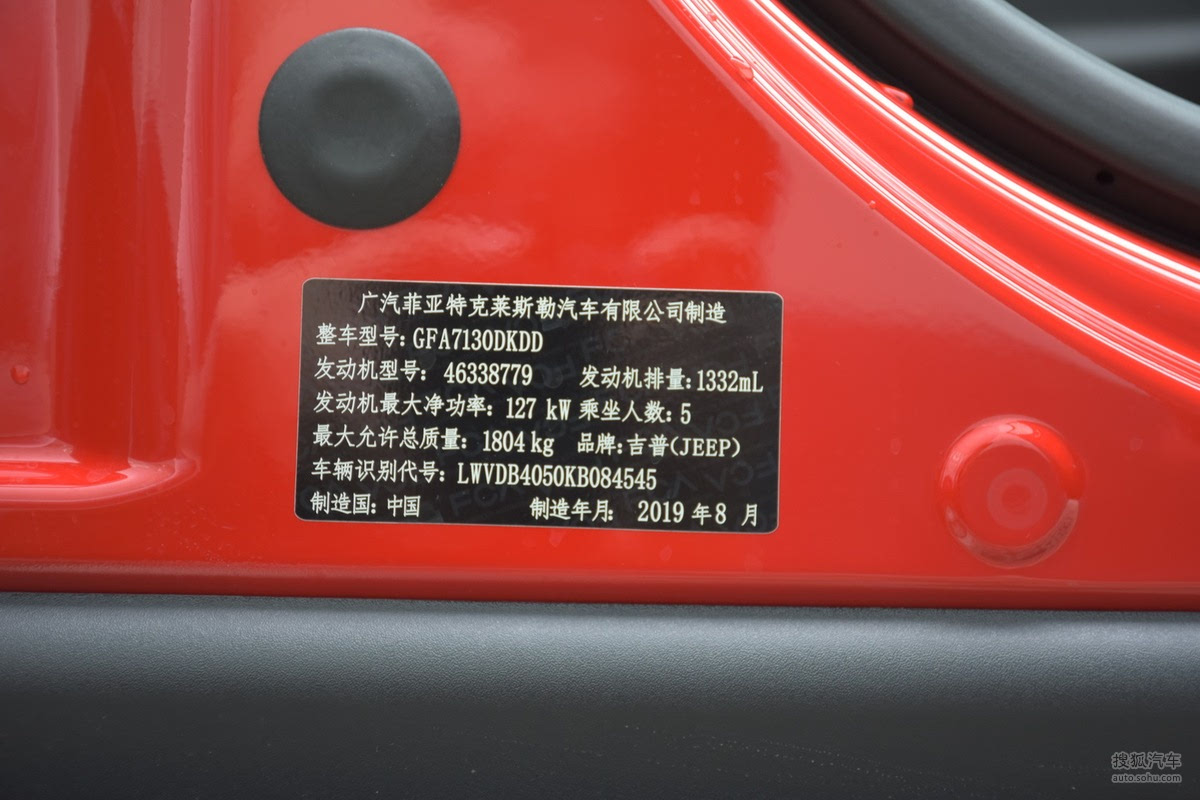 广汽菲亚特克莱斯勒汽车有限公司制造
整车型号: GFA7130DKDD
发动机型号: 46338779 发动机排量: 1332mL
发动机最大净功率: 127 kW 乘坐人数: 5
最大允许总质量: 1804 kg 品牌: 吉普(JEEP)
车辆识别代号: LWVDB4050KB084545
制造国: 中国 制造年月: 2019 年 8 月
搜狐汽车
auto.sohu.com